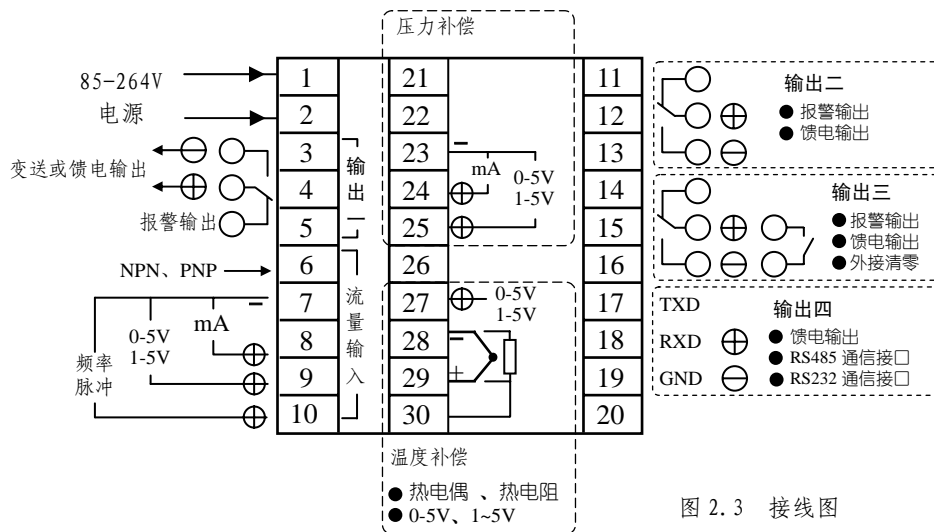 压力补偿
85-264V
电源
变送或馈电输出
报警输出
NPN、PNP
0-5V
1-5V
mA
频率
脉冲
1
2
3
4
5
6
7
8
9
10
输出
流量输入
21
22
23
24
25
26
27
28
29
30
mA
0-5V
1-5V
0-5V
1-5V
温度补偿
● 热电偶 、热电阻
● 0-5V、1~5V
11
12
13
14
15
16
17
18
19
20
输出二
● 报警输出
● 馈电输出
输出三
● 报警输出
● 馈电输出
● 外接清零
TXD
RXD
GND
输出四
● 馈电输出
● RS485 通信接口
● RS232 通信接口
图 2.3 接线图